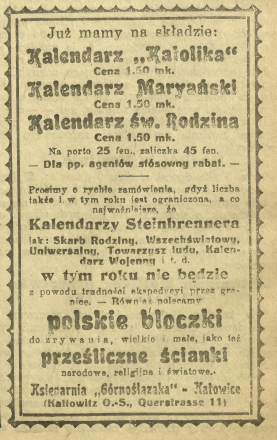 Już mamy na składzie:
Kalendarz „Katolika“
Cena 1.50 mk.
Kalendarz Maryański
Cena 1.50 mk.
Kalendarz św. Rodzina
Cena 1.50 mk.
Na porto 25 fen., zaliczka 45 fen.
— Dla pp. agentów stósowny rabat. —
Prosimy o rychłe zamówienia, gdyż liczba
także i w tym roku jest ograniczona, a co
najważniejsze, że
Kalendarzy Steinbrennera
jak: Skarb Rodziny, Wszechświatowy,
Uniwersalny, Towarzysz ludu, Kalen-
darz Wojenny i t. d.
w tym roku nie będzie
z powodu trudności ekspedycyi przez gra-
nicę. — Również polecamy
polskie bloczki
do zrywania, wielkie i małe, jako też
prześliczne ścianki
narodowe, religijne i światowe.
Księgarnia „Górnoślązaka“ - Katowice
(Kattowitz O.-S., Querstrasse 11)